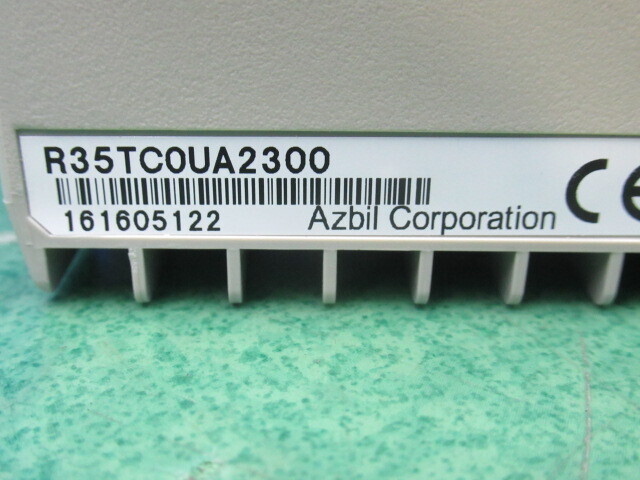 R35TC0UA2300
161605122
Azbil Corporation
CE